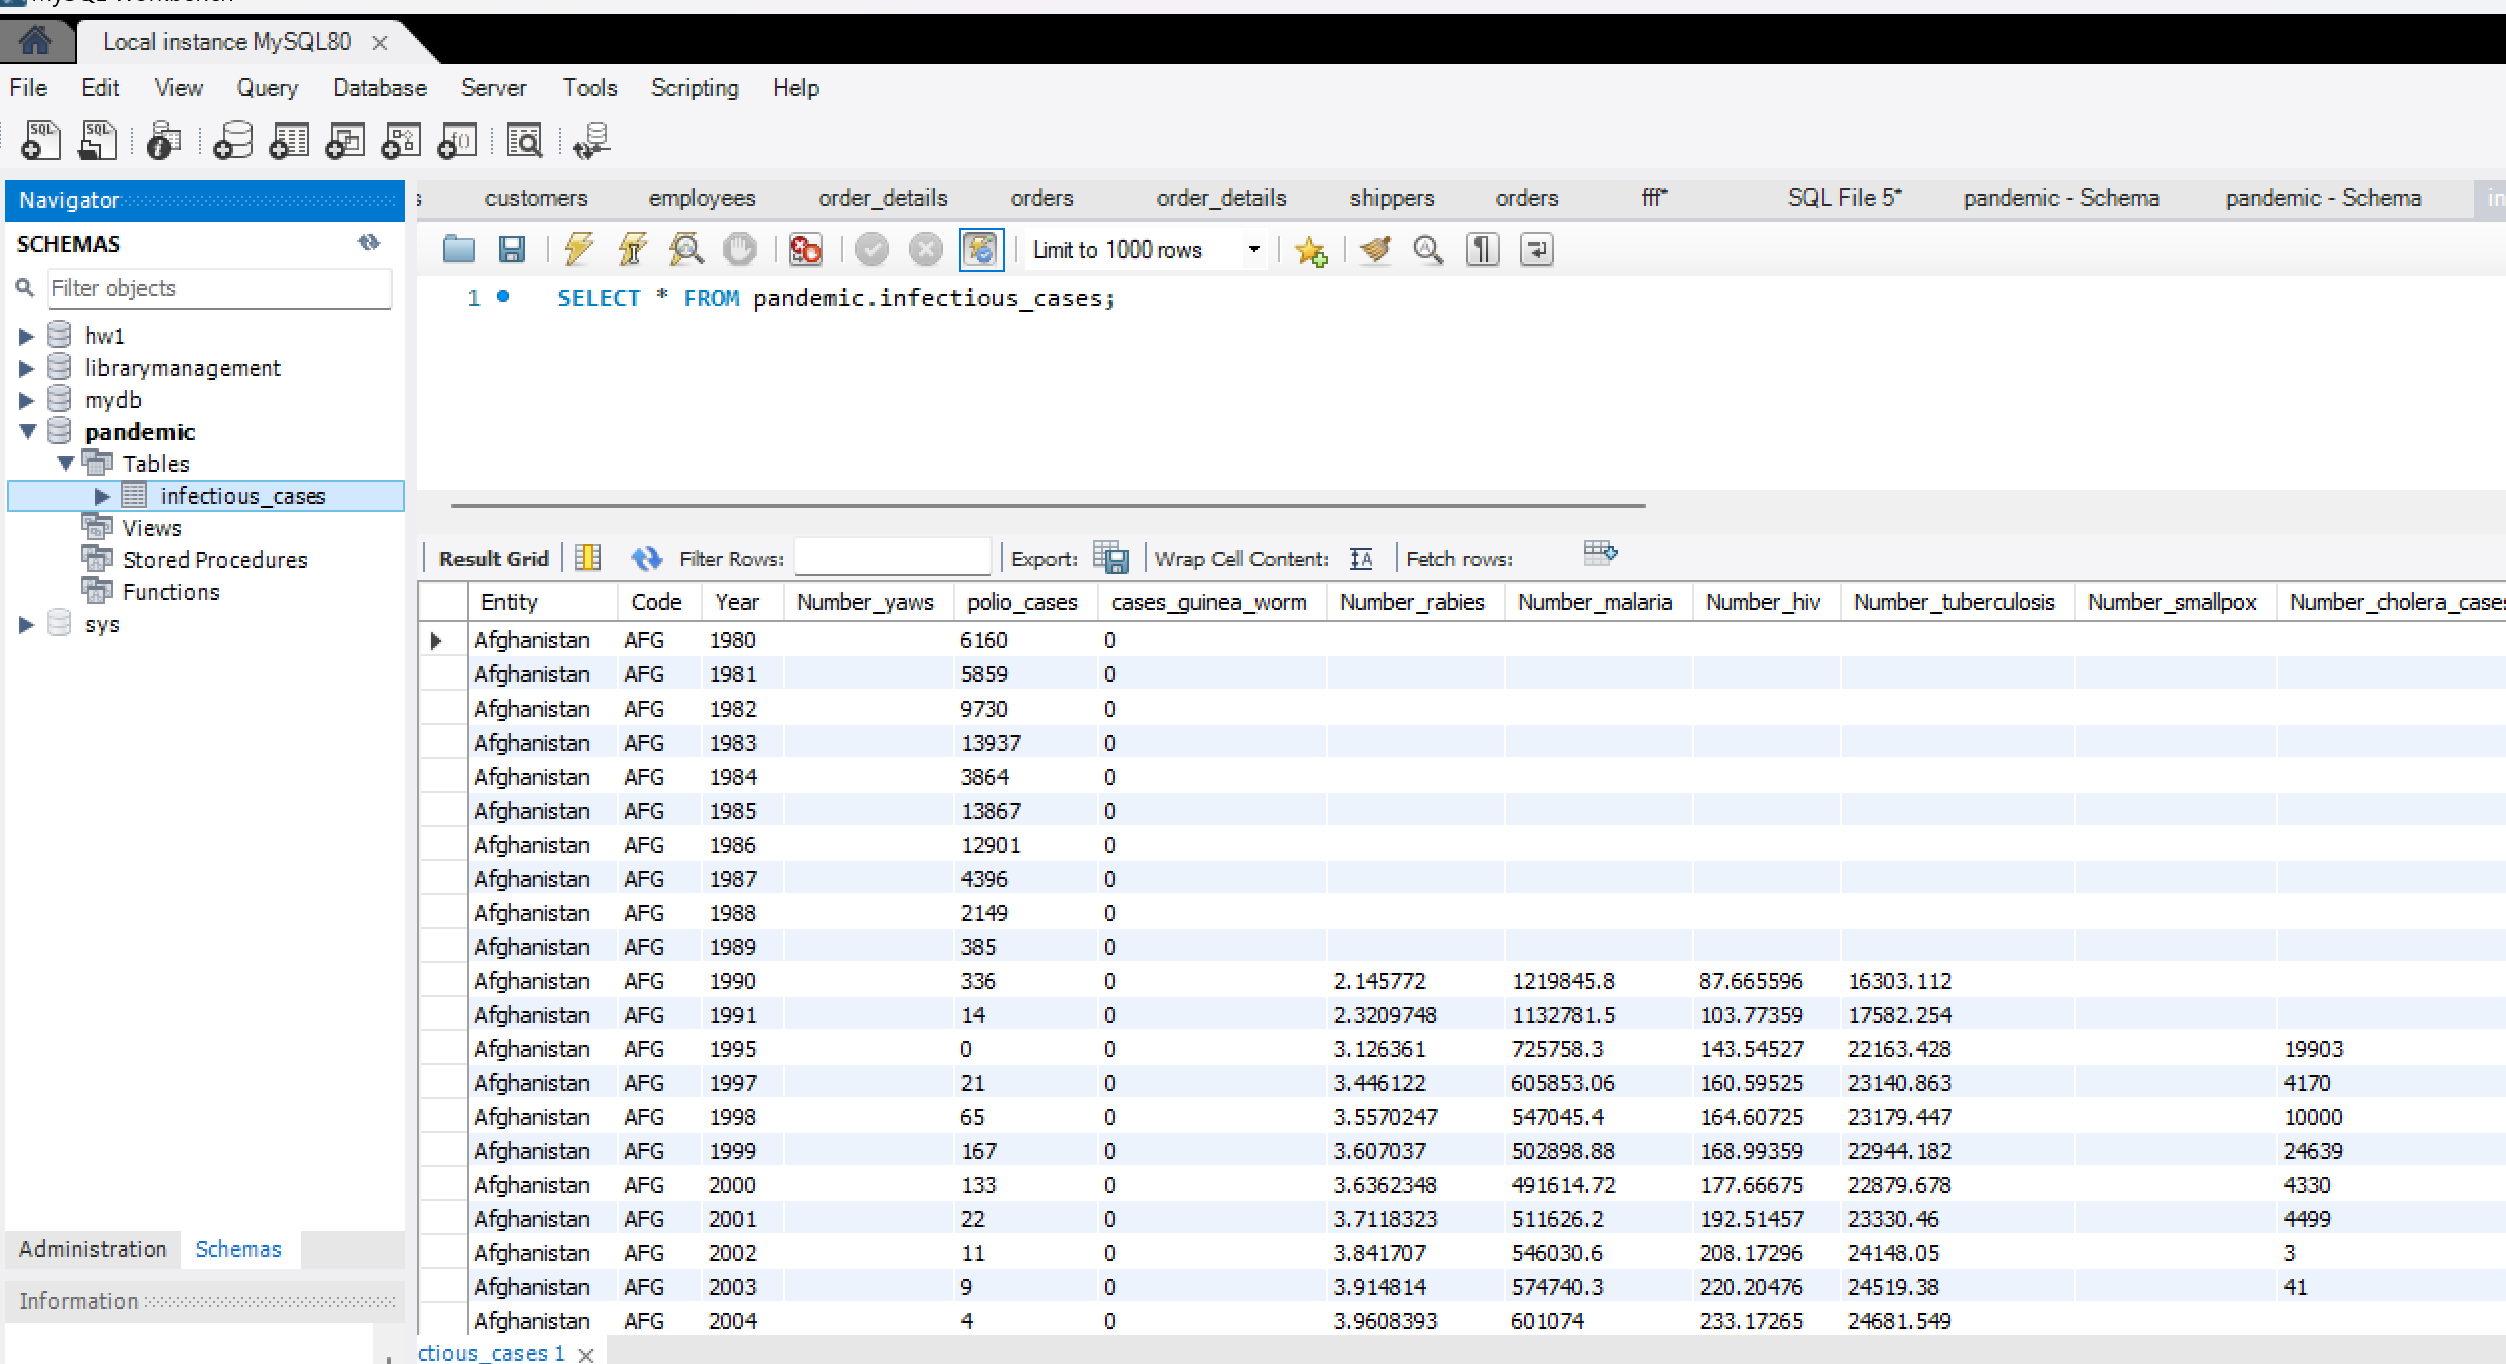 MySQL Workbench
Local instance MySQL80
File Edit View Query Database Server Tools Scripting Help
Navigator
SCHEMAS
Filter objects
hw1
librarymanagement
mydb
pandemic
Tables
infectious_cases
Views
Stored Procedures
Functions
sys
Administration Schemas
Information
customers employees order_details orders order_details shippers orders fff* SQL File 5* pandemic - Schema pandemic - Schema in
Limit to 1000 rows
1 SELECT * FROM pandemic.infectious_cases;
Result Grid Filter Rows: Export: Wrap Cell Content: Fetch rows:
Entity Code Year Number_yaws polio_cases cases_guinea_worm Number_rabies Number_malaria Number_hiv Number_tuberculosis Number_smallpox Number_cholera_cases
Afghanistan AFG 1980 6160 0
Afghanistan AFG 1981 5859 0
Afghanistan AFG 1982 9730 0
Afghanistan AFG 1983 13937 0
Afghanistan AFG 1984 3864 0
Afghanistan AFG 1985 13867 0
Afghanistan AFG 1986 12901 0
Afghanistan AFG 1987 4396 0
Afghanistan AFG 1988 2149 0
Afghanistan AFG 1989 385 0
Afghanistan AFG 1990 336 0 2.145772 1219845.8 87.665596 16303.112
Afghanistan AFG 1991 14 0 2.3209748 1132781.5 103.77359 17582.254
Afghanistan AFG 1995 0 0 3.126361 725758.3 143.54527 22163.428 19903
Afghanistan AFG 1997 21 0 3.446122 605853.06 160.59525 23140.863 4170
Afghanistan AFG 1998 65 0 3.5570247 547045.4 164.60725 23179.447 10000
Afghanistan AFG 1999 167 0 3.607037 502898.88 168.99359 22944.182 24639
Afghanistan AFG 2000 133 0 3.6362348 491614.72 177.66675 22879.678 4330
Afghanistan AFG 2001 22 0 3.7118323 511626.2 192.51457 23330.46 4499
Afghanistan AFG 2002 11 0 3.841707 546030.6 208.17296 24148.05 3
Afghanistan AFG 2003 9 0 3.914814 574740.3 220.20476 24519.38 41
Afghanistan AFG 2004 4 0 3.9608393 601074 233.17265 24681.549
ctious_cases 1